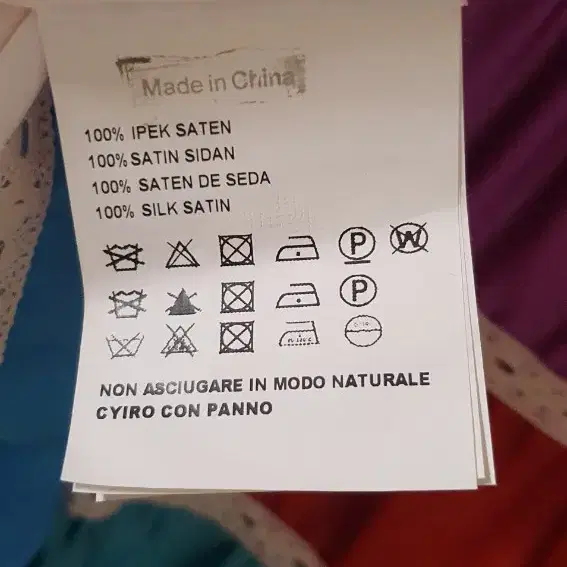 Made in China
100% IPEK SATEN
100% SATIN SIDAN
100% SATEN DE SEDA
100% SILK SATIN
P W
P
NON ASCIUGARE IN MODO NATURALE
CYIRO CON PANNO